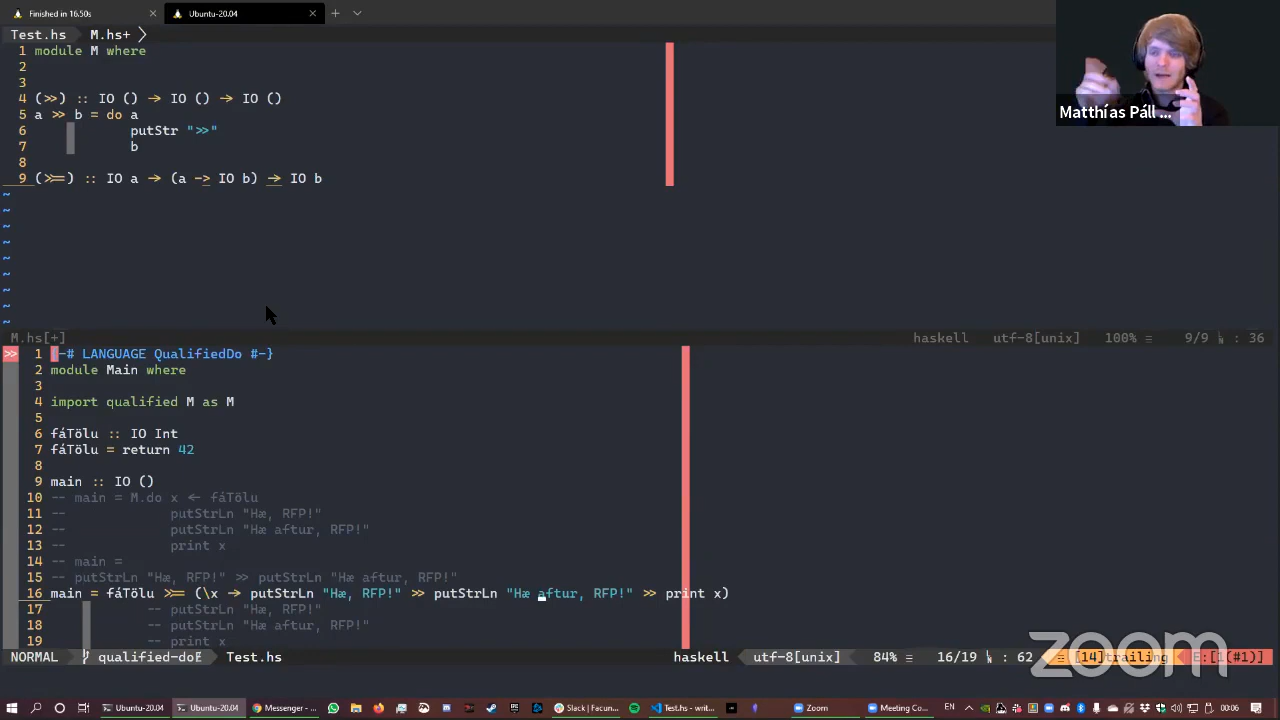 Finished in 16.50s
Ubuntu-20.04
Test.hs M.hs+
1 module M where
2
3
4 (>>) :: IO () → IO () → IO ()
5 a >> b = do a
6 putStr ">>"
7 b
8
9 (>>=) :: IO a → (a -> IO b) → IO b
~
~
~
~
~
~
~
~
~
Matthías Páll ...
M.hs[+] haskell utf-8[unix] 100% ≡ 9/9 ㏑ : 36
>> 1 {-# LANGUAGE QualifiedDo #-}
2 module Main where
3
4 import qualified M as M
5
6 fáTölu :: IO Int
7 fáTölu = return 42
8
9 main :: IO ()
10 -- main = M.do x ← fáTölu
11 -- putStrLn "Hæ, RFP!"
12 -- putStrLn "Hæ aftur, RFP!"
13 -- print x
14 -- main =
15 -- putStrLn "Hæ, RFP!" >> putStrLn "Hæ aftur, RFP!"
16 main = fáTölu >>= (\x → putStrLn "Hæ, RFP!" >> putStrLn "Hæ aftur, RFP!" >> print x)
17 -- putStrLn "Hæ, RFP!"
18 -- putStrLn "Hæ aftur, RFP!"
19 -- print x
NORMAL qualified-do Test.hs haskell utf-8[unix] 84% ≡ 16/19 : 62 ≡ [14]trailing E:[1(#1)]
zoom
Ubuntu-20.04
Ubuntu-20.04
Messenger -
Slack | Facun...
Test.hs - writ...
Zoom
Meeting Co...
EN
00:06